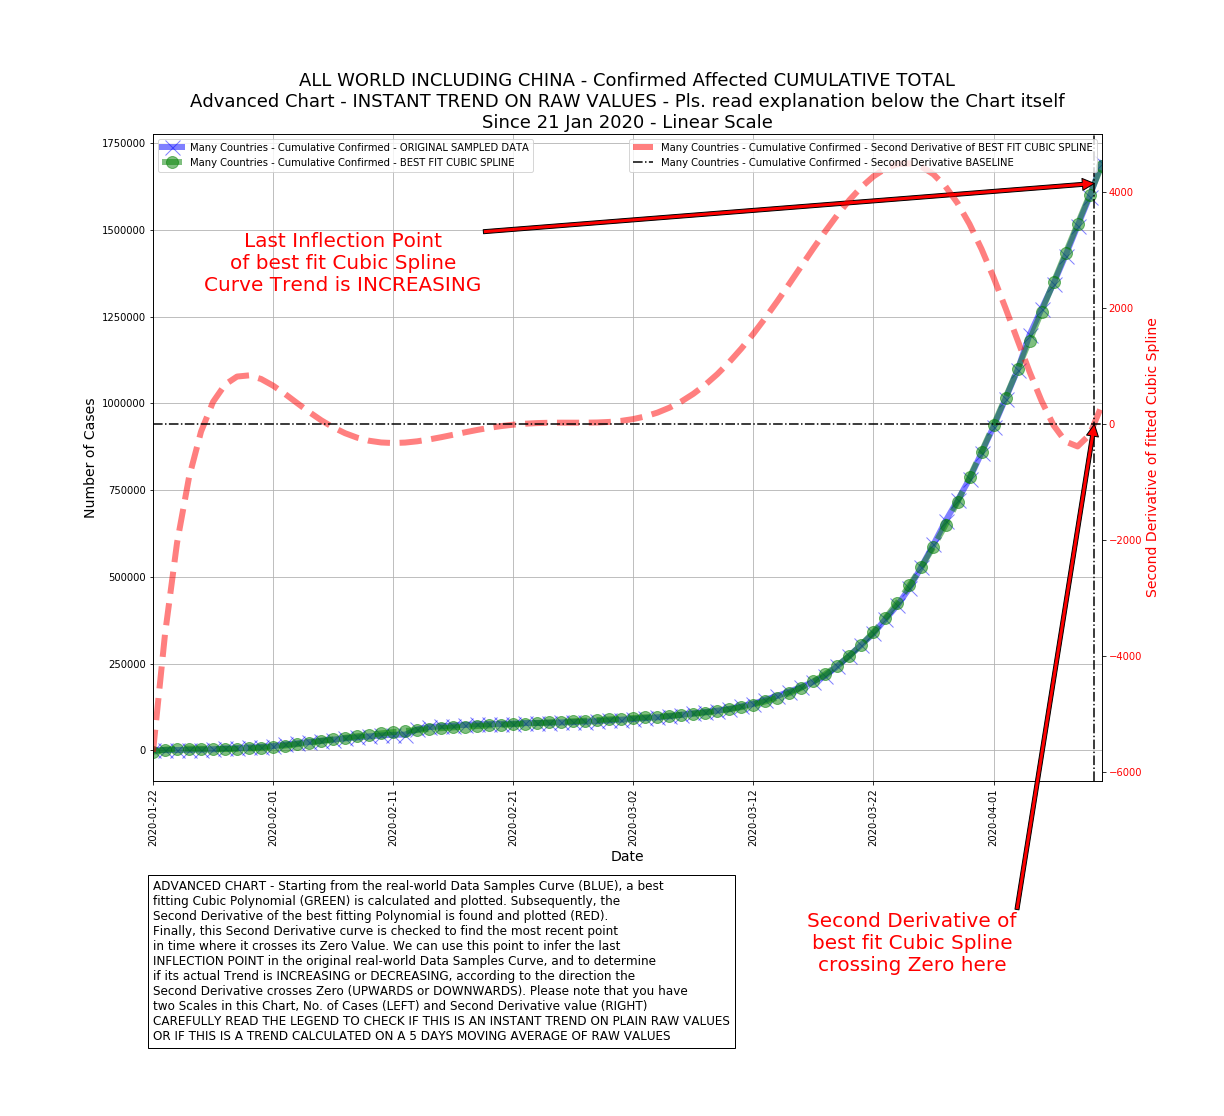 ALL WORLD INCLUDING CHINA - Confirmed Affected CUMULATIVE TOTAL
Advanced Chart - INSTANT TREND ON RAW VALUES - Pls. read explanation below the Chart itself
Since 21 Jan 2020 - Linear Scale
Many Countries - Cumulative Confirmed - ORIGINAL SAMPLED DATA
Many Countries - Cumulative Confirmed - BEST FIT CUBIC SPLINE
Many Countries - Cumulative Confirmed - Second Derivative of BEST FIT CUBIC SPLINE
Many Countries - Cumulative Confirmed - Second Derivative BASELINE
Last Inflection Point
of best fit Cubic Spline
Curve Trend is INCREASING
Number of Cases
1750000
1500000
1250000
1000000
750000
500000
250000
0
4000
2000
0
−2000
−4000
−6000
Second Derivative of fitted Cubic Spline
2020-01-22
2020-02-01
2020-02-11
2020-02-21
2020-03-02
2020-03-12
2020-03-22
2020-04-01
Date
Second Derivative of
best fit Cubic Spline
crossing Zero here
ADVANCED CHART - Starting from the real-world Data Samples Curve (BLUE), a best
fitting Cubic Polynomial (GREEN) is calculated and plotted. Subsequently, the
Second Derivative of the best fitting Polynomial is found and plotted (RED).
Finally, this Second Derivative curve is checked to find the most recent point
in time where it crosses its Zero Value. We can use this point to infer the last
INFLECTION POINT in the original real-world Data Samples Curve, and to determine
if its actual Trend is INCREASING or DECREASING, according to the direction the
Second Derivative crosses Zero (UPWARDS or DOWNWARDS). Please note that you have
two Scales in this Chart, No. of Cases (LEFT) and Second Derivative value (RIGHT)
CAREFULLY READ THE LEGEND TO CHECK IF THIS IS AN INSTANT TREND ON PLAIN RAW VALUES
OR IF THIS IS A TREND CALCULATED ON A 5 DAYS MOVING AVERAGE OF RAW VALUES